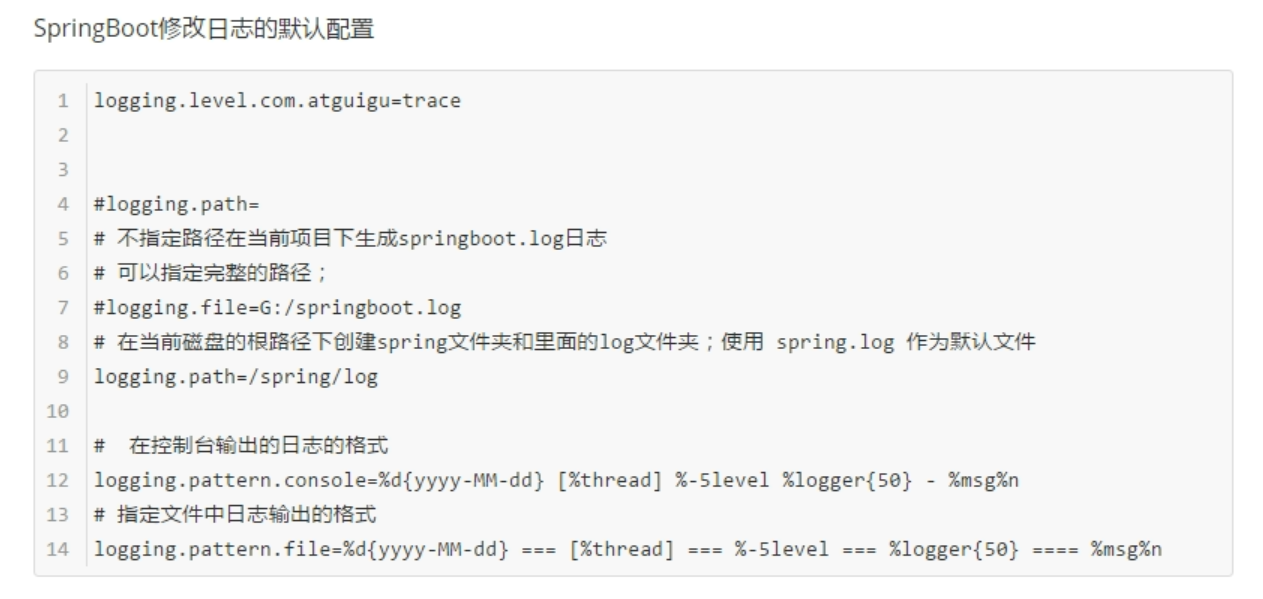 SpringBoot修改日志的默认配置
1 logging.level.com.atguigu=trace
2
3
4 #logging.path=
5 # 不指定路径在当前项目下生成springboot.log日志
6 # 可以指定完整的路径；
7 #logging.file=G:/springboot.log
8 # 在当前磁盘的根路径下创建spring文件夹和里面的log文件夹；使用 spring.log 作为默认文件
9 logging.path=/spring/log
10
11 #  在控制台输出的日志的格式
12 logging.pattern.console=%d{yyyy-MM-dd} [%thread] %-5level %logger{50} - %msg%n
13 # 指定文件中日志输出的格式
14 logging.pattern.file=%d{yyyy-MM-dd} === [%thread] === %-5level === %logger{50} ==== %msg%n